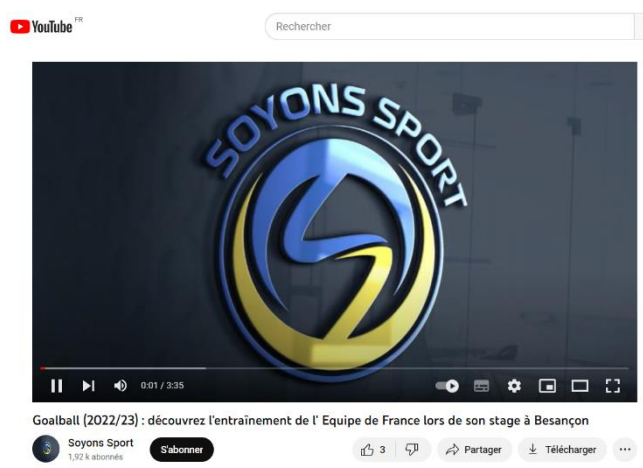 YouTube FR
Rechercher
SOYONS SPORT
0:01 / 3:35
Goalball (2022/23) : découvrez l'entraînement de l' Equipe de France lors de son stage à Besançon
Soyons Sport
1,92 k abonnés
S'abonner
3
Partager
Télécharger